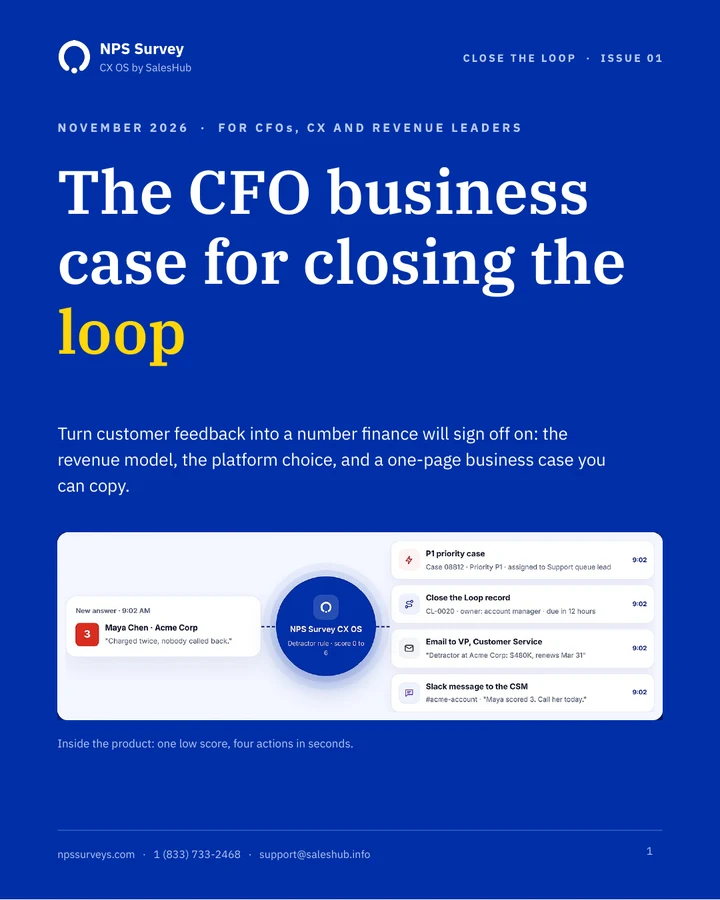 NPS Survey
CX OS by SalesHub
CLOSE THE LOOP · ISSUE 01
NOVEMBER 2026 · FOR CFOs, CX AND REVENUE LEADERS
The CFO business
case for closing the
loop
Turn customer feedback into a number finance will sign off on: the
revenue model, the platform choice, and a one-page business case you
can copy.
New answer · 9:02 AM
3
Maya Chen · Acme Corp
"Charged twice, nobody called back."
NPS Survey CX OS
Detractor rule · score 0 to
6
P1 priority case
Case 08812 · Priority P1 · assigned to Support queue lead
9:02
Close the Loop record
CL-0020 · owner: account manager · due in 12 hours
9:02
Email to VP, Customer Service
"Detractor at Acme Corp: $480K, renews Mar 31"
9:02
Slack message to the CSM
#acme-account · "Maya scored 3. Call her today."
9:02
Inside the product: one low score, four actions in seconds.
npssurveys.com · 1 (833) 733-2468 · support@saleshub.info
1